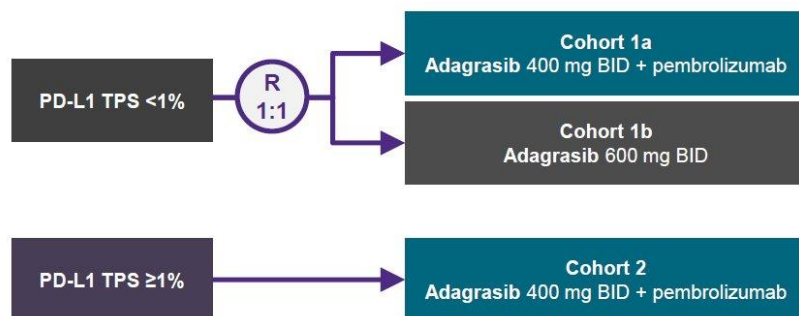 PD-L1 TPS <1%
R
1:1
Cohort 1a
Adagrasib 400 mg BID + pembrolizumab
Cohort 1b
Adagrasib 600 mg BID
PD-L1 TPS ≥1%
Cohort 2
Adagrasib 400 mg BID + pembrolizumab